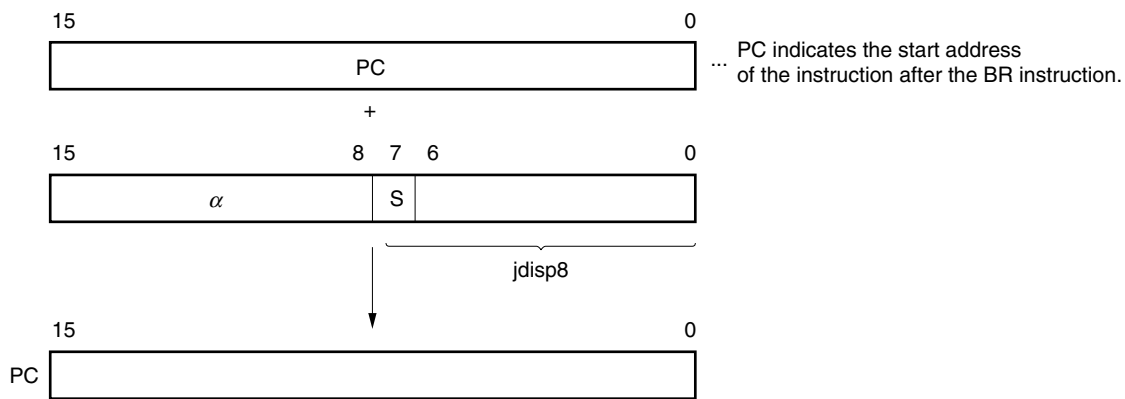 15 0
PC
... PC indicates the start address
of the instruction after the BR instruction.
+
15 8 7 6 0
α S
jdisp8
15 0
PC